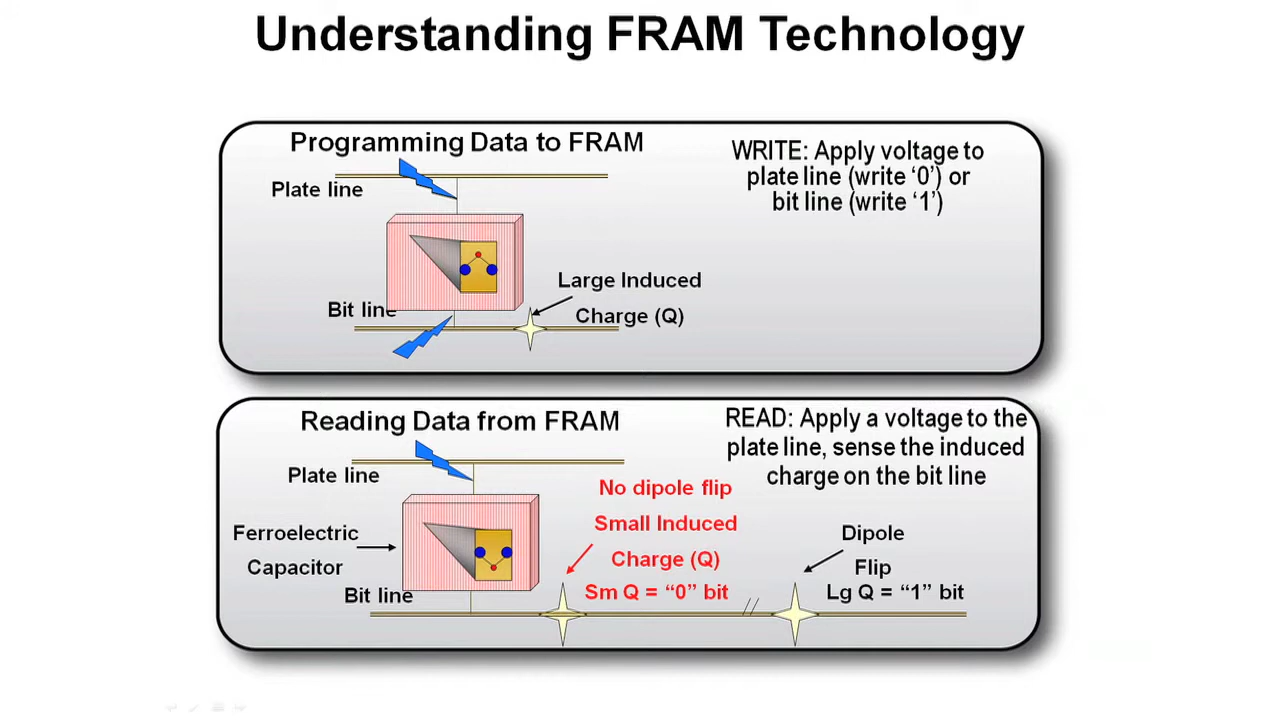 Understanding FRAM Technology
Programming Data to FRAM
WRITE: Apply voltage to
plate line (write ‘0’) or
bit line (write ‘1’)
Plate line
Large Induced
Charge (Q)
Bit line
Reading Data from FRAM
READ: Apply a voltage to the
plate line, sense the induced
charge on the bit line
Plate line
No dipole flip
Small Induced
Charge (Q)
Sm Q = “0” bit
Ferroelectric
Capacitor
Bit line
Dipole
Flip
Lg Q = “1” bit